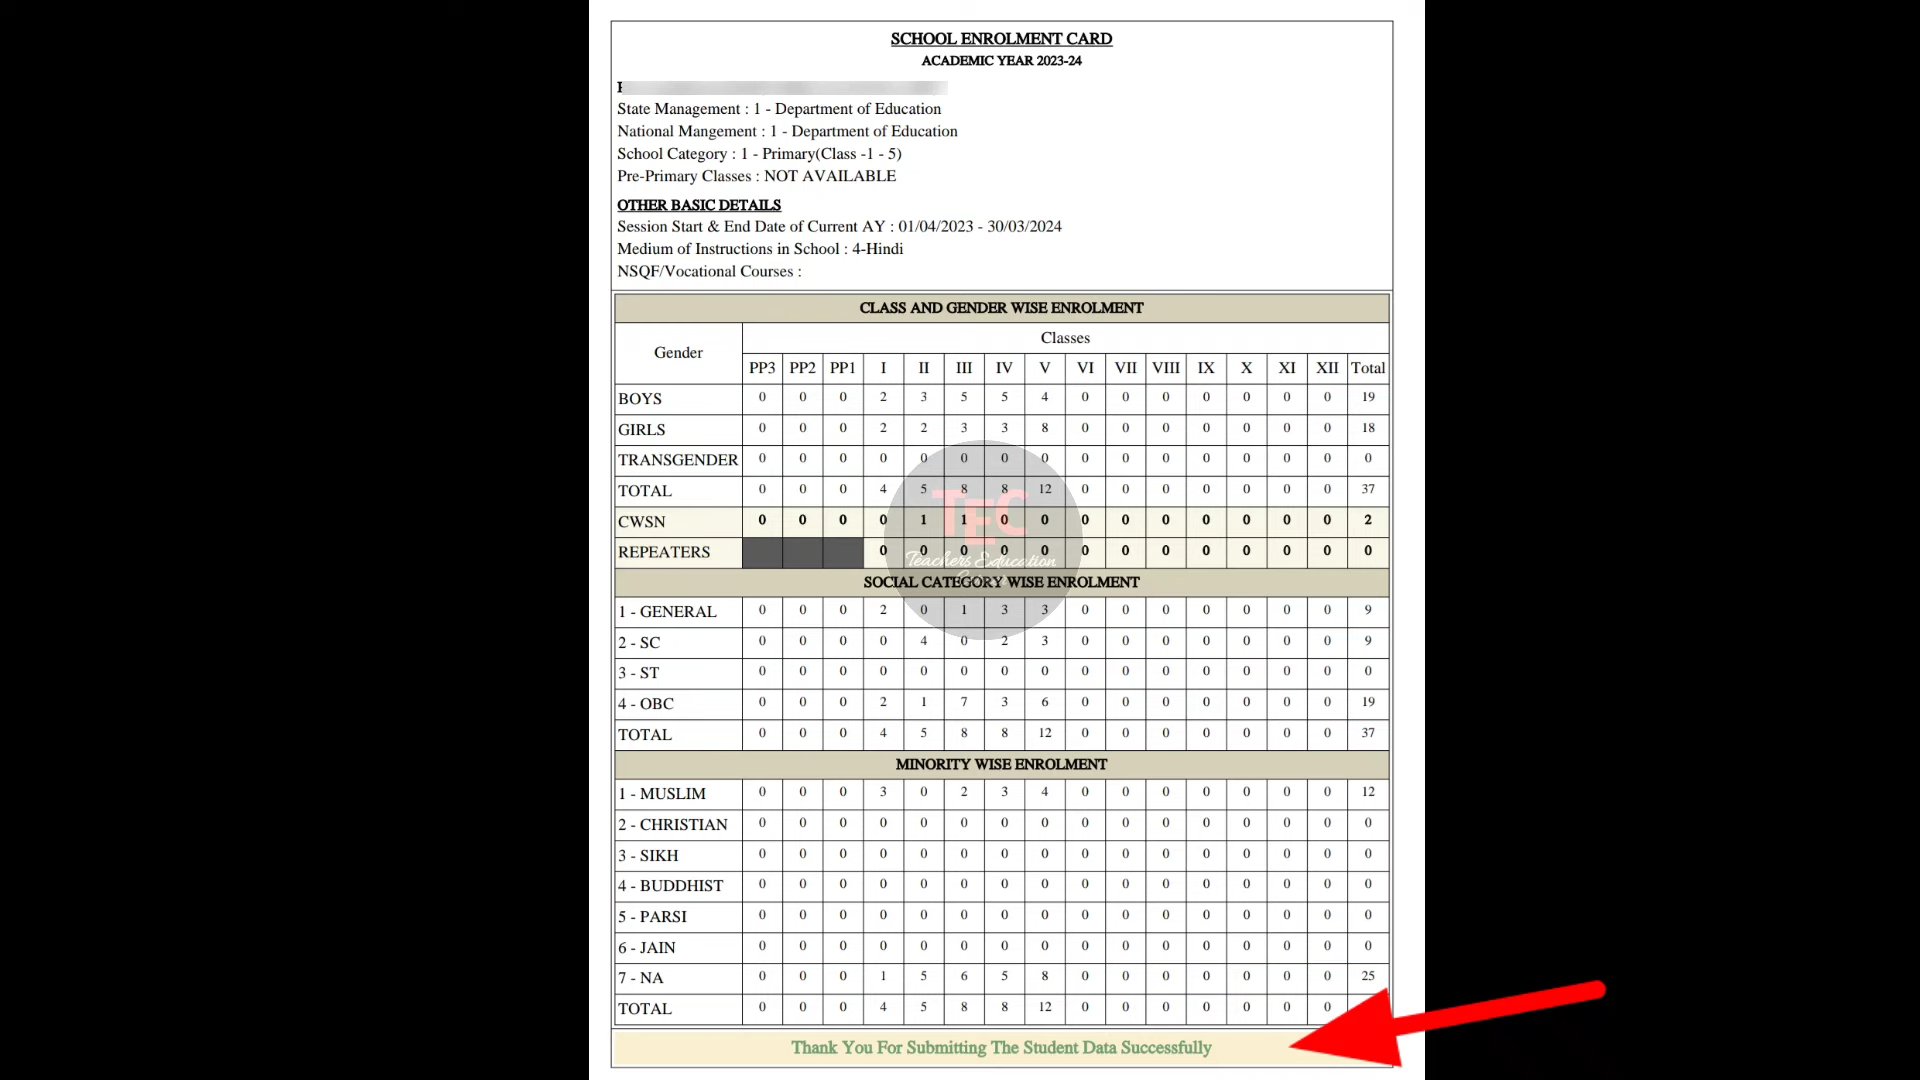 SCHOOL ENROLMENT CARD
ACADEMIC YEAR 2023-24
State Management : 1 - Department of Education
National Mangement : 1 - Department of Education
School Category : 1 - Primary(Class -1 - 5)
Pre-Primary Classes : NOT AVAILABLE
OTHER BASIC DETAILS
Session Start & End Date of Current AY : 01/04/2023 - 30/03/2024
Medium of Instructions in School : 4-Hindi
NSQF/Vocational Courses :
CLASS AND GENDER WISE ENROLMENT
Gender Classes
PP3 PP2 PP1 I II III IV V VI VII VIII IX X XI XII Total
BOYS 0 0 0 2 3 5 5 4 0 0 0 0 0 0 0 19
GIRLS 0 0 0 2 2 3 3 8 0 0 0 0 0 0 0 18
TRANSGENDER 0 0 0 0 0 0 0 0 0 0 0 0 0 0 0 0
TOTAL 0 0 0 4 5 8 8 12 0 0 0 0 0 0 0 37
CWSN 0 0 0 0 1 1 0 0 0 0 0 0 0 0 0 2
REPEATERS 0 0 0 0 0 0 0 0 0 0 0 0 0
TEC
Teachers Education
SOCIAL CATEGORY WISE ENROLMENT
1 - GENERAL 0 0 0 2 0 1 3 3 0 0 0 0 0 0 0 9
2 - SC 0 0 0 0 4 0 2 3 0 0 0 0 0 0 0 9
3 - ST 0 0 0 0 0 0 0 0 0 0 0 0 0 0 0 0
4 - OBC 0 0 0 2 1 7 3 6 0 0 0 0 0 0 0 19
TOTAL 0 0 0 4 5 8 8 12 0 0 0 0 0 0 0 37
MINORITY WISE ENROLMENT
1 - MUSLIM 0 0 0 3 0 2 3 4 0 0 0 0 0 0 0 12
2 - CHRISTIAN 0 0 0 0 0 0 0 0 0 0 0 0 0 0 0 0
3 - SIKH 0 0 0 0 0 0 0 0 0 0 0 0 0 0 0 0
4 - BUDDHIST 0 0 0 0 0 0 0 0 0 0 0 0 0 0 0 0
5 - PARSI 0 0 0 0 0 0 0 0 0 0 0 0 0 0 0 0
6 - JAIN 0 0 0 0 0 0 0 0 0 0 0 0 0 0 0 0
7 - NA 0 0 0 1 5 6 5 8 0 0 0 0 0 0 0 25
TOTAL 0 0 0 4 5 8 8 12 0 0 0 0 0 0 0
Thank You For Submitting The Student Data Successfully